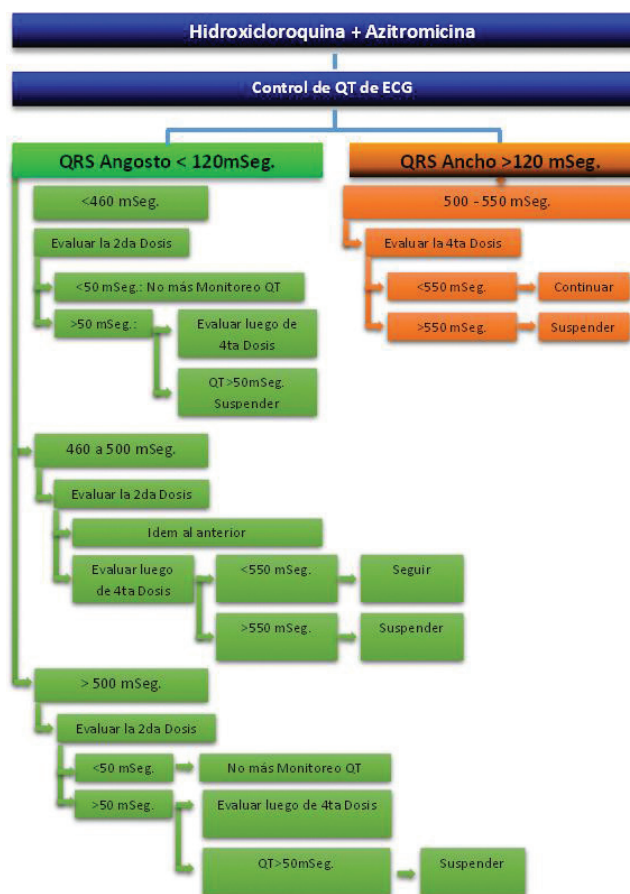 Hidroxicloroquina + Azitromicina
Control de QT de ECG
QRS Angosto < 120mSeg.
<460 mSeg.
Evaluar la 2da Dosis
<50 mSeg.: No más Monitoreo QT
>50 mSeg.:
Evaluar luego de
4ta Dosis
QT>50mSeg.
Suspender
460 a 500 mSeg.
Evaluar la 2da Dosis
Idem al anterior
Evaluar luego
de 4ta Dosis
<550 mSeg.
Seguir
>550 mSeg.
Suspender
> 500 mSeg.
Evaluar la 2da Dosis
<50 mSeg.
No más Monitoreo QT
>50 mSeg.
Evaluar luego de 4ta Dosis
QT>50mSeg.
Suspender
QRS Ancho >120 mSeg.
500 - 550 mSeg.
Evaluar la 4ta Dosis
<550 mSeg.
Continuar
>550 mSeg.
Suspender